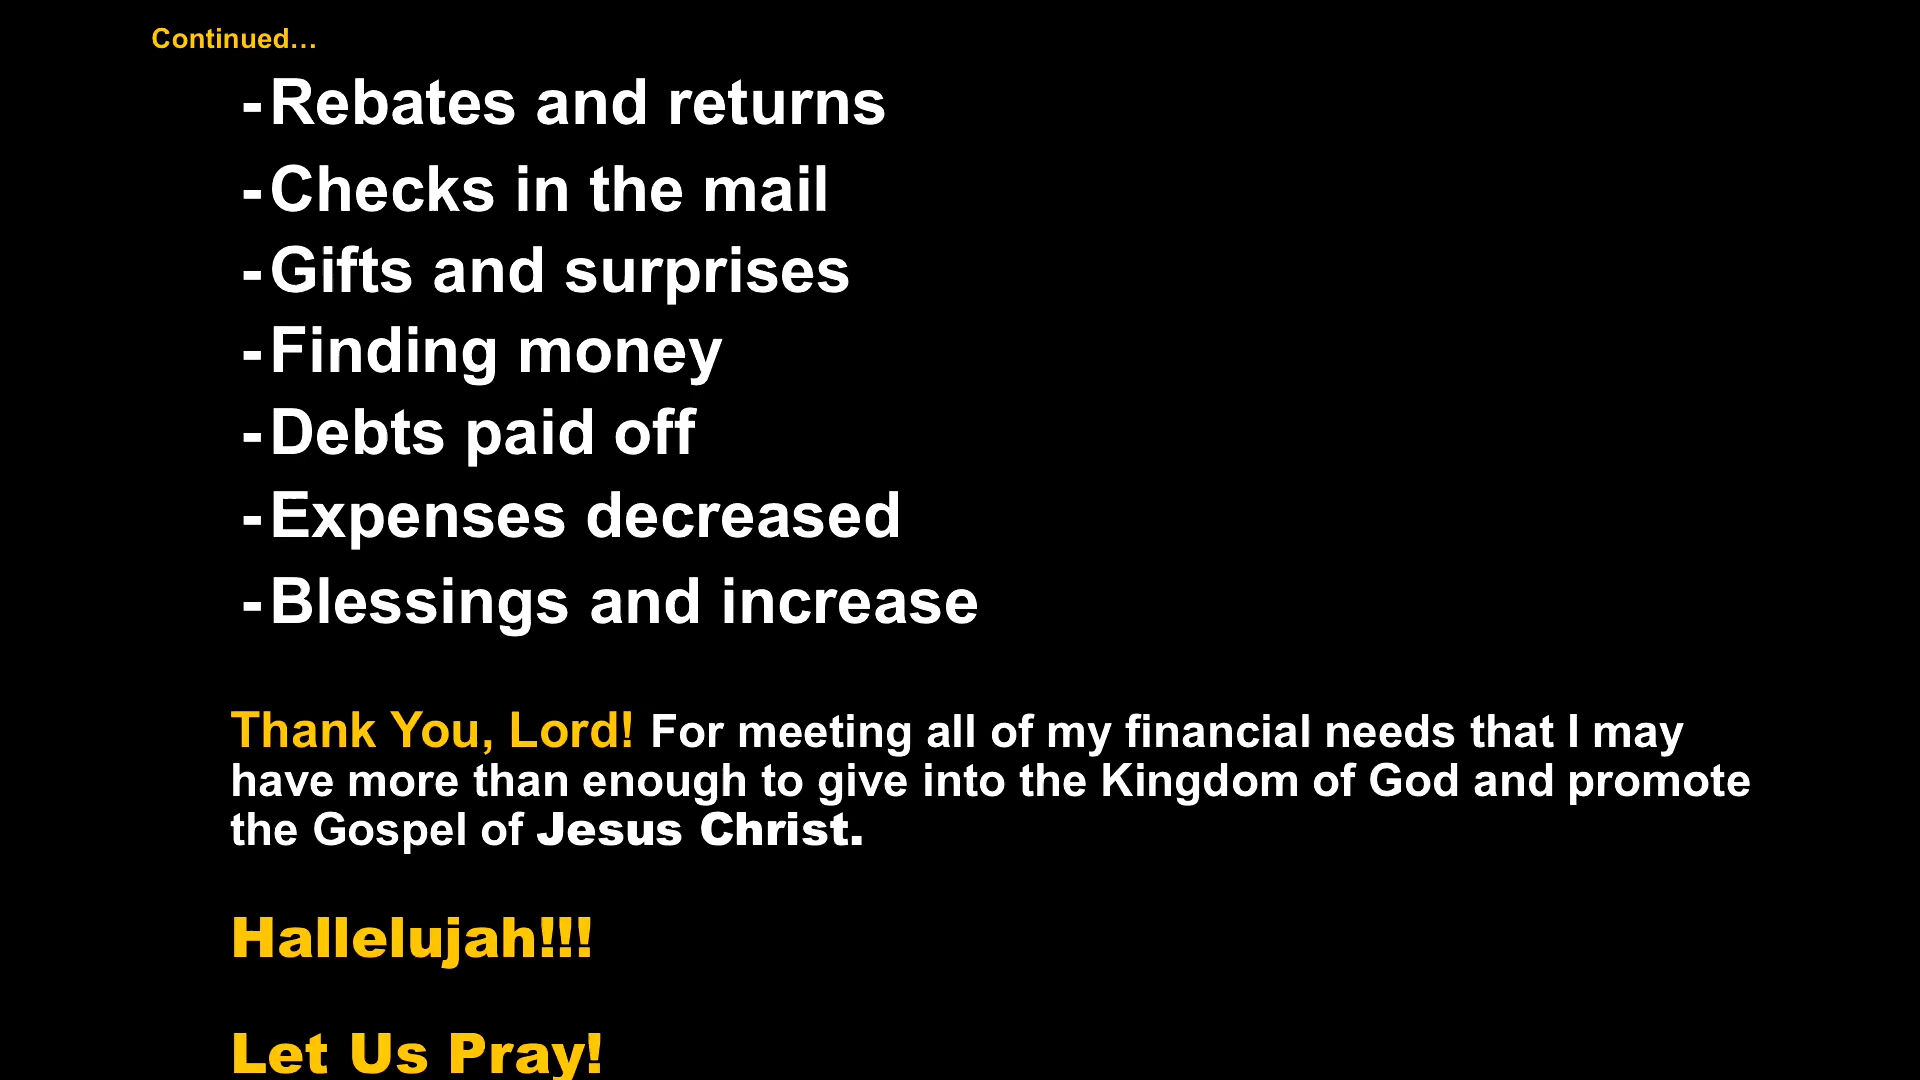 Continued…
-Rebates and returns
-Checks in the mail
-Gifts and surprises
-Finding money
-Debts paid off
-Expenses decreased
-Blessings and increase
Thank You, Lord! For meeting all of my financial needs that I may
have more than enough to give into the Kingdom of God and promote
the Gospel of Jesus Christ.
Hallelujah!!!
Let Us Pray!